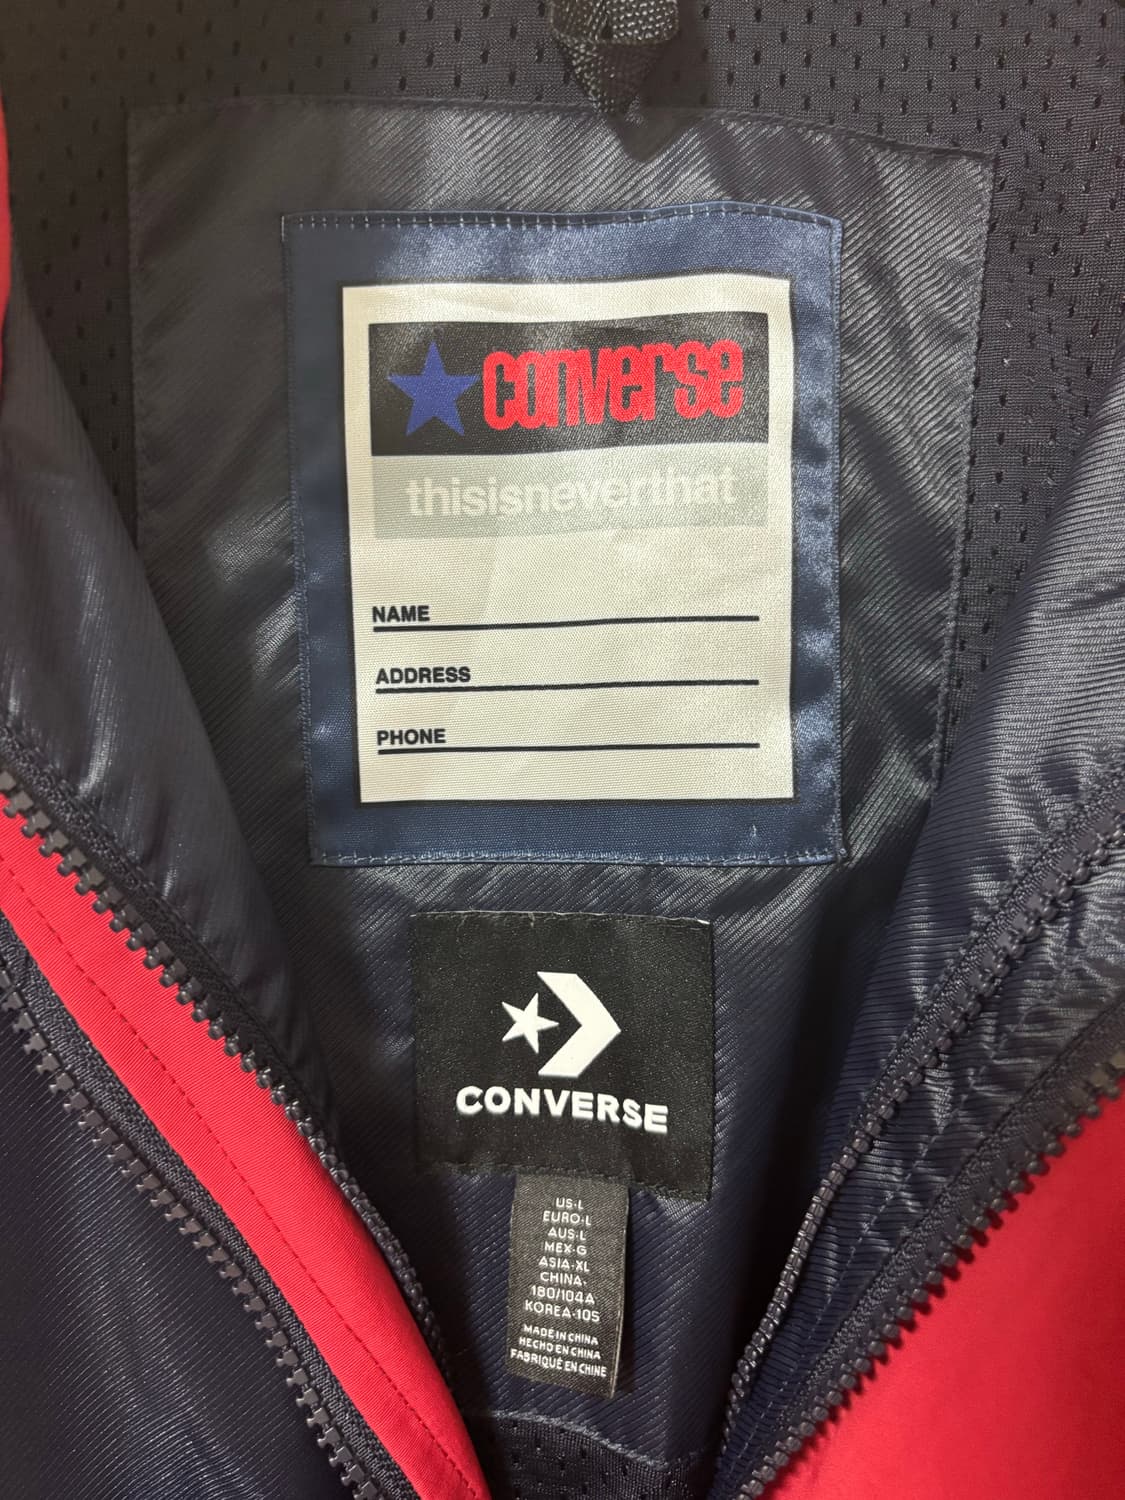 converse
thisisneverthat
NAME
ADDRESS
PHONE
CONVERSE
US-L
EURO-L
AUS-L
MEX-G
ASIA-XL
CHINA-
180/104A
KOREA-105
MADE IN CHINA
HECHO EN CHINA
FABRIQUÉ EN CHINE